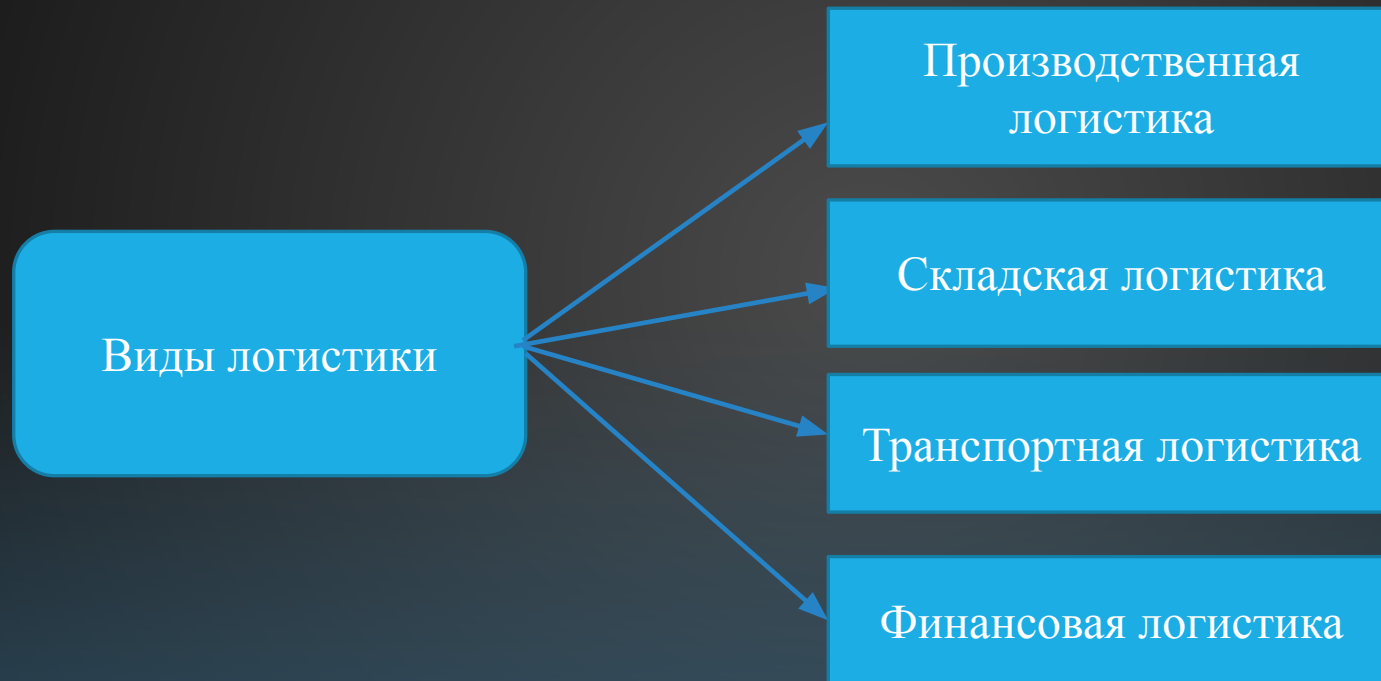 Виды логистики
Производственная
логистика
Складская логистика
Транспортная логистика
Финансовая логистика